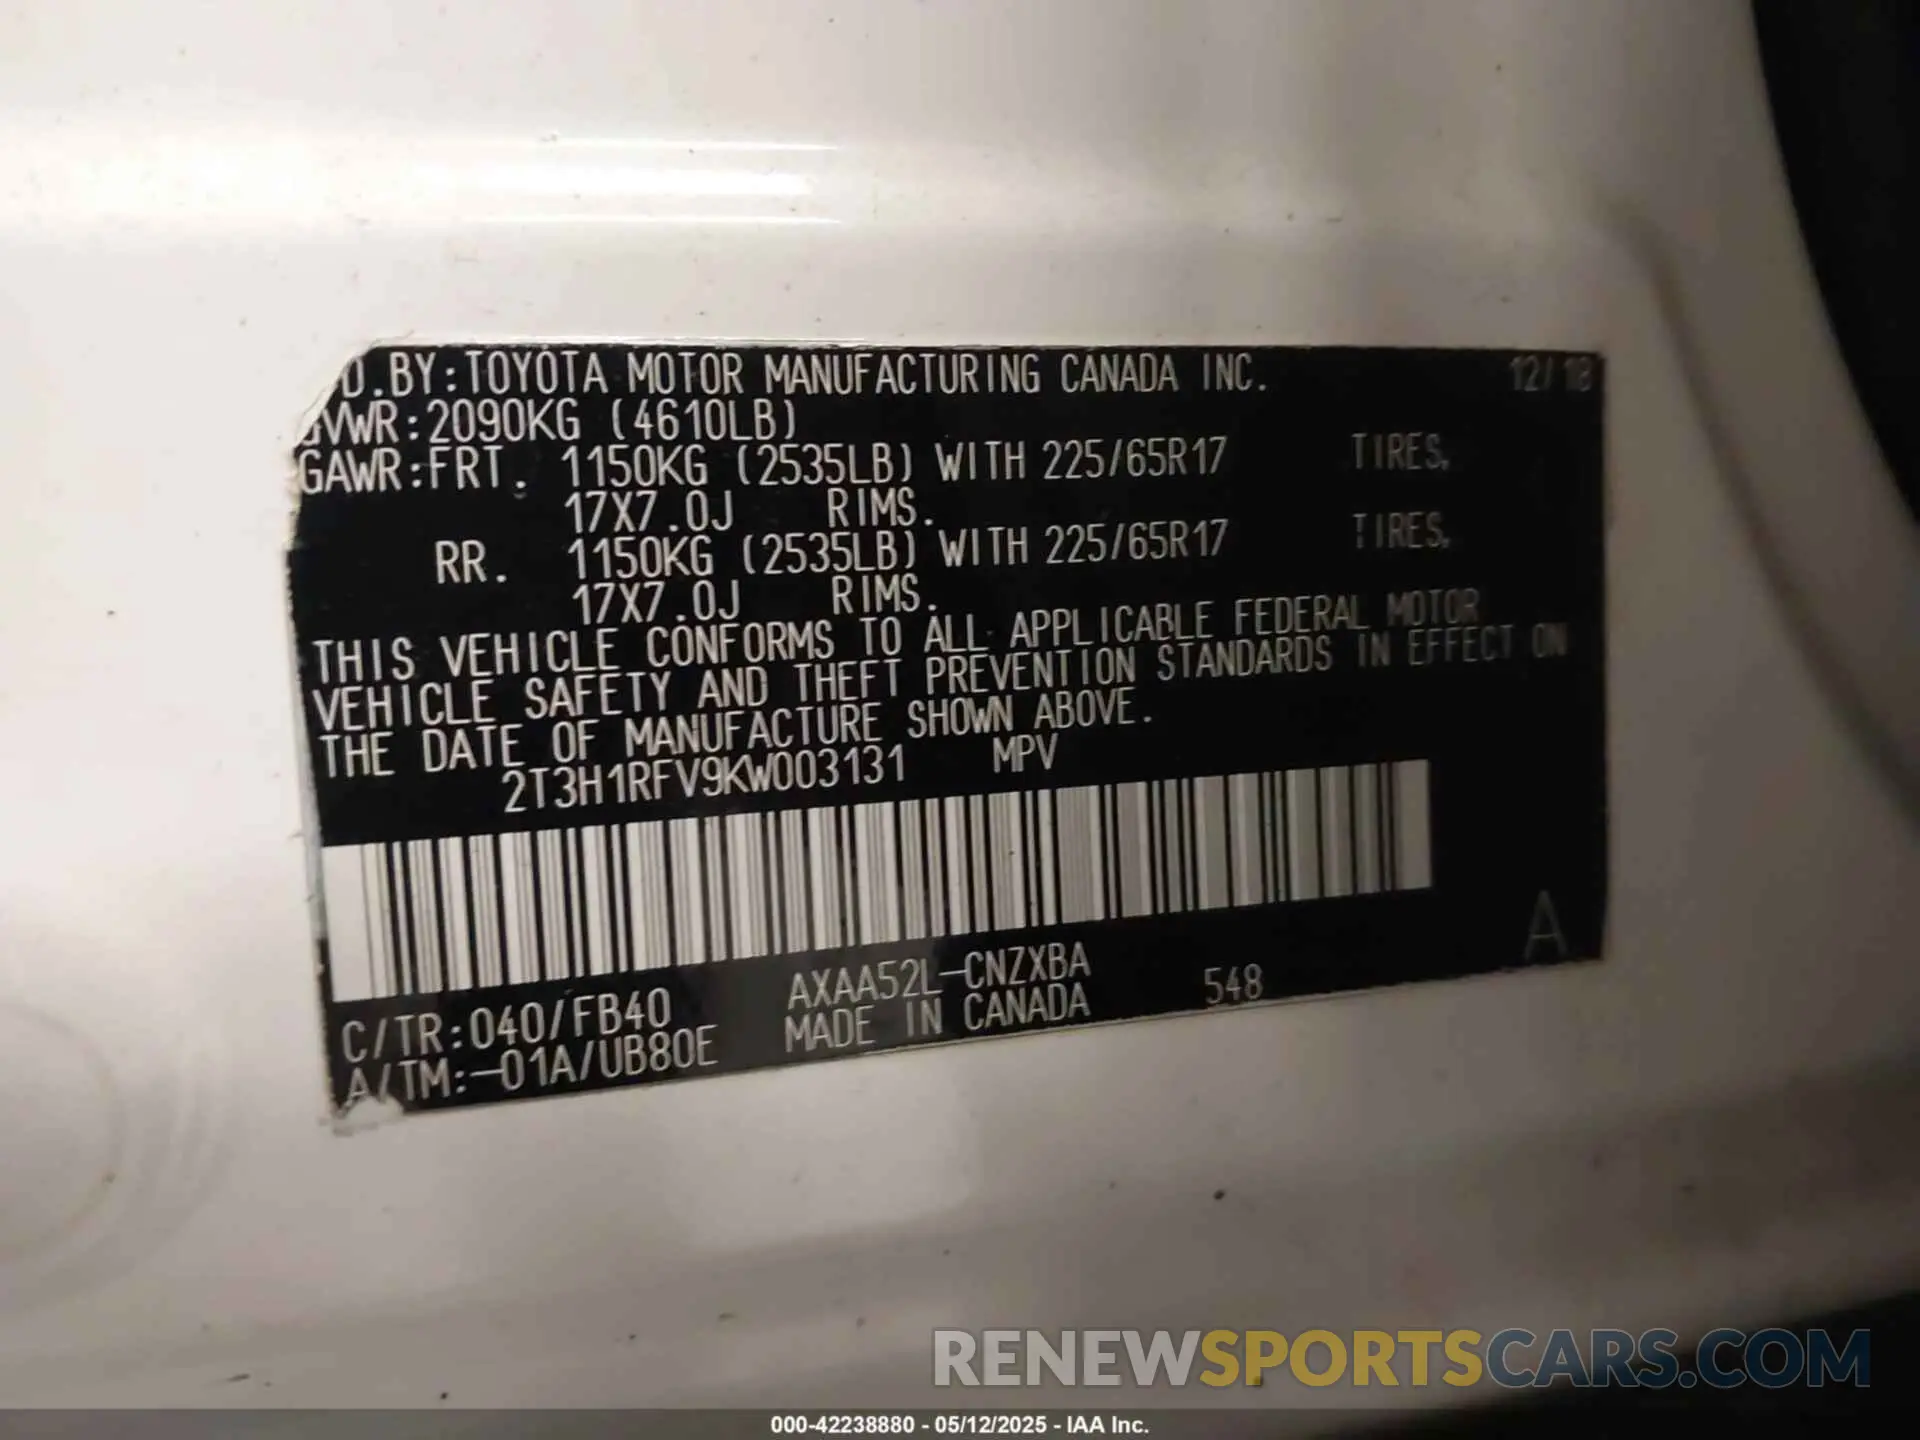 D.BY:TOYOTA MOTOR MANUFACTURING CANADA INC. 12/18
GVWR:2090KG (4610LB)
GAWR:FRT. 1150KG (2535LB) WITH 225/65R17 TIRES,
17X7.0J RIMS.
RR. 1150KG (2535LB) WITH 225/65R17 TIRES,
17X7.0J RIMS.
THIS VEHICLE CONFORMS TO ALL APPLICABLE FEDERAL MOTOR
VEHICLE SAFETY AND THEFT PREVENTION STANDARDS IN EFFECT ON
THE DATE OF MANUFACTURE SHOWN ABOVE.
2T3H1RFV9KW003131 MPV
A
C/TR:040/FB40 AXAA52L-CNZXBA 548
A/TM:-01A/UB80E MADE IN CANADA
RENEWSPORTSCARS.COM
000-42238880 - 05/12/2025 - IAA Inc.